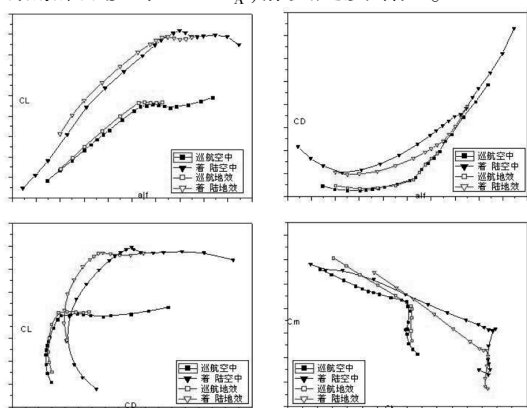 A
CL
巡航空中
着 陆空中
巡航地效
着 陆地效
alf
CD
巡航空中
着 陆空中
巡航地效
着 陆地效
alf
CL
巡航空中
着 陆空中
巡航地效
着 陆地效
CD
Cm
巡航空中
着 陆空中
巡航地效
着 陆地效